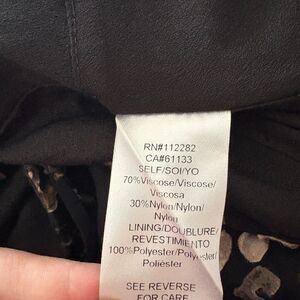 RN#112282
CA#61133
SELF/SOI/YO
70%Viscose/Viscose/
Viscosa
30%Nylon/Nylon/
Nylon
LINING/DOUBLURE/
REVESTIMIENTO
100%Polyester/Polyester/
Poliéster
SEE REVERSE
FOR CARE